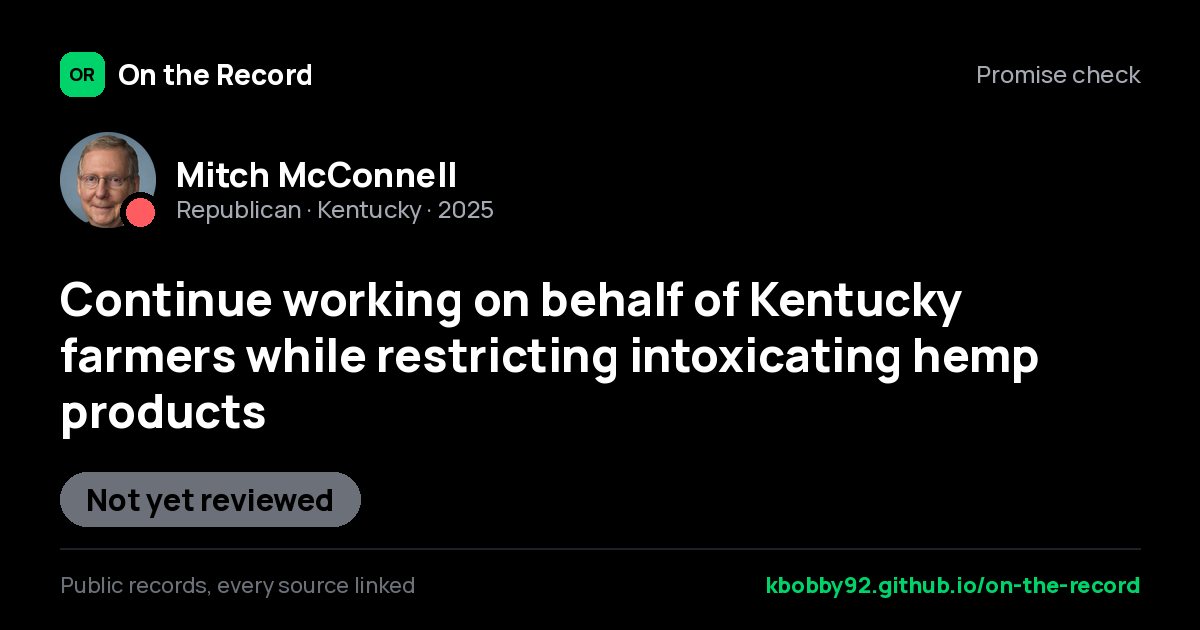 OR On the Record
Promise check
Mitch McConnell
Republican · Kentucky · 2025
Continue working on behalf of Kentucky
farmers while restricting intoxicating hemp
products
Not yet reviewed
Public records, every source linked
kbobby92.github.io/on-the-record